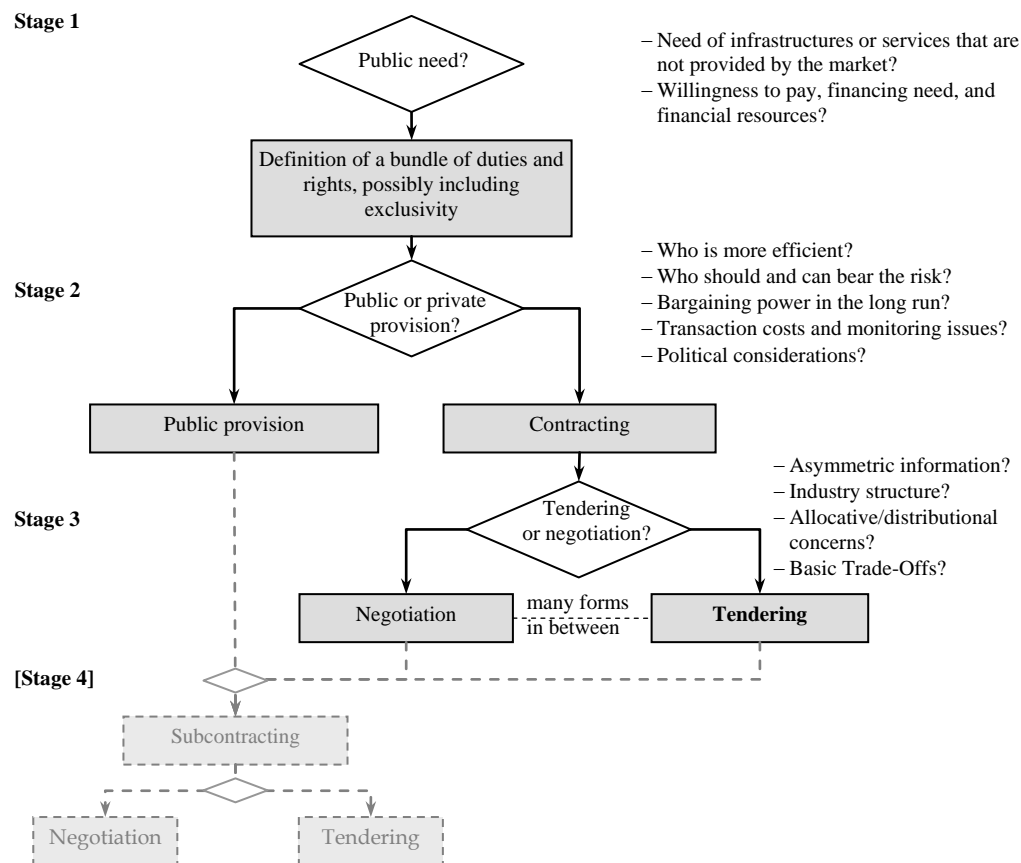 Stage 1
Public need?
– Need of infrastructures or services that are
not provided by the market?
– Willingness to pay, financing need, and
financial resources?
Definition of a bundle of duties and
rights, possibly including
exclusivity
Stage 2
Public or private
provision?
– Who is more efficient?
– Who should and can bear the risk?
– Bargaining power in the long run?
– Transaction costs and monitoring issues?
– Political considerations?
Public provision
Contracting
Stage 3
Tendering
or negotiation?
– Asymmetric information?
– Industry structure?
– Allocative/distributional
concerns?
– Basic Trade-Offs?
Negotiation
many forms
in between
Tendering
[Stage 4]
Subcontracting
Negotiation
Tendering